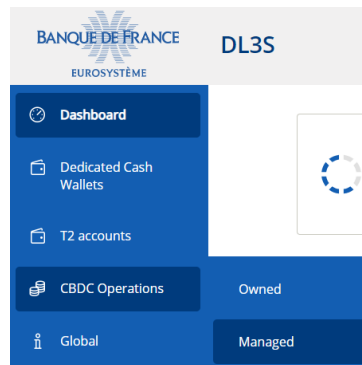 BANQUE DE FRANCE
EUROSYSTÈME
DL3S
Dashboard
Dedicated Cash
Wallets
T2 accounts
CBDC Operations
Owned
Global
Managed